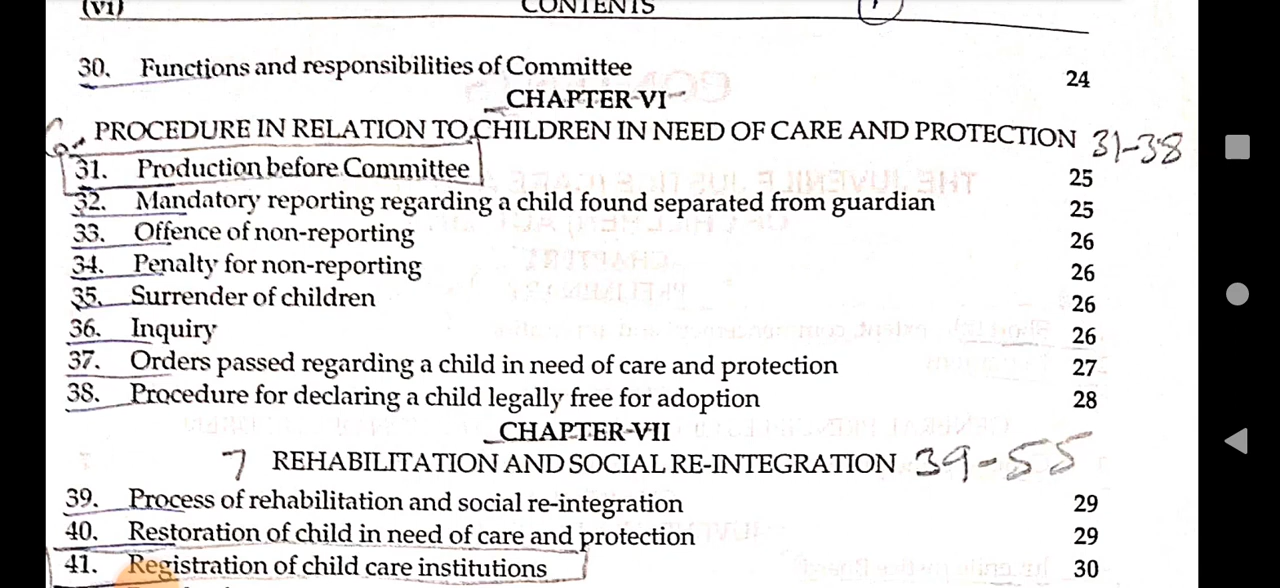 (vi) CONTENTS
30. Functions and responsibilities of Committee 24
CHAPTER-VI
6. PROCEDURE IN RELATION TO CHILDREN IN NEED OF CARE AND PROTECTION 31-38
31. Production before Committee 25
32. Mandatory reporting regarding a child found separated from guardian 25
33. Offence of non-reporting 26
34. Penalty for non-reporting 26
35. Surrender of children 26
36. Inquiry 26
37. Orders passed regarding a child in need of care and protection 27
38. Procedure for declaring a child legally free for adoption 28
CHAPTER-VII
7 REHABILITATION AND SOCIAL RE-INTEGRATION 39-55
39. Process of rehabilitation and social re-integration 29
40. Restoration of child in need of care and protection 29
41. Registration of child care institutions 30